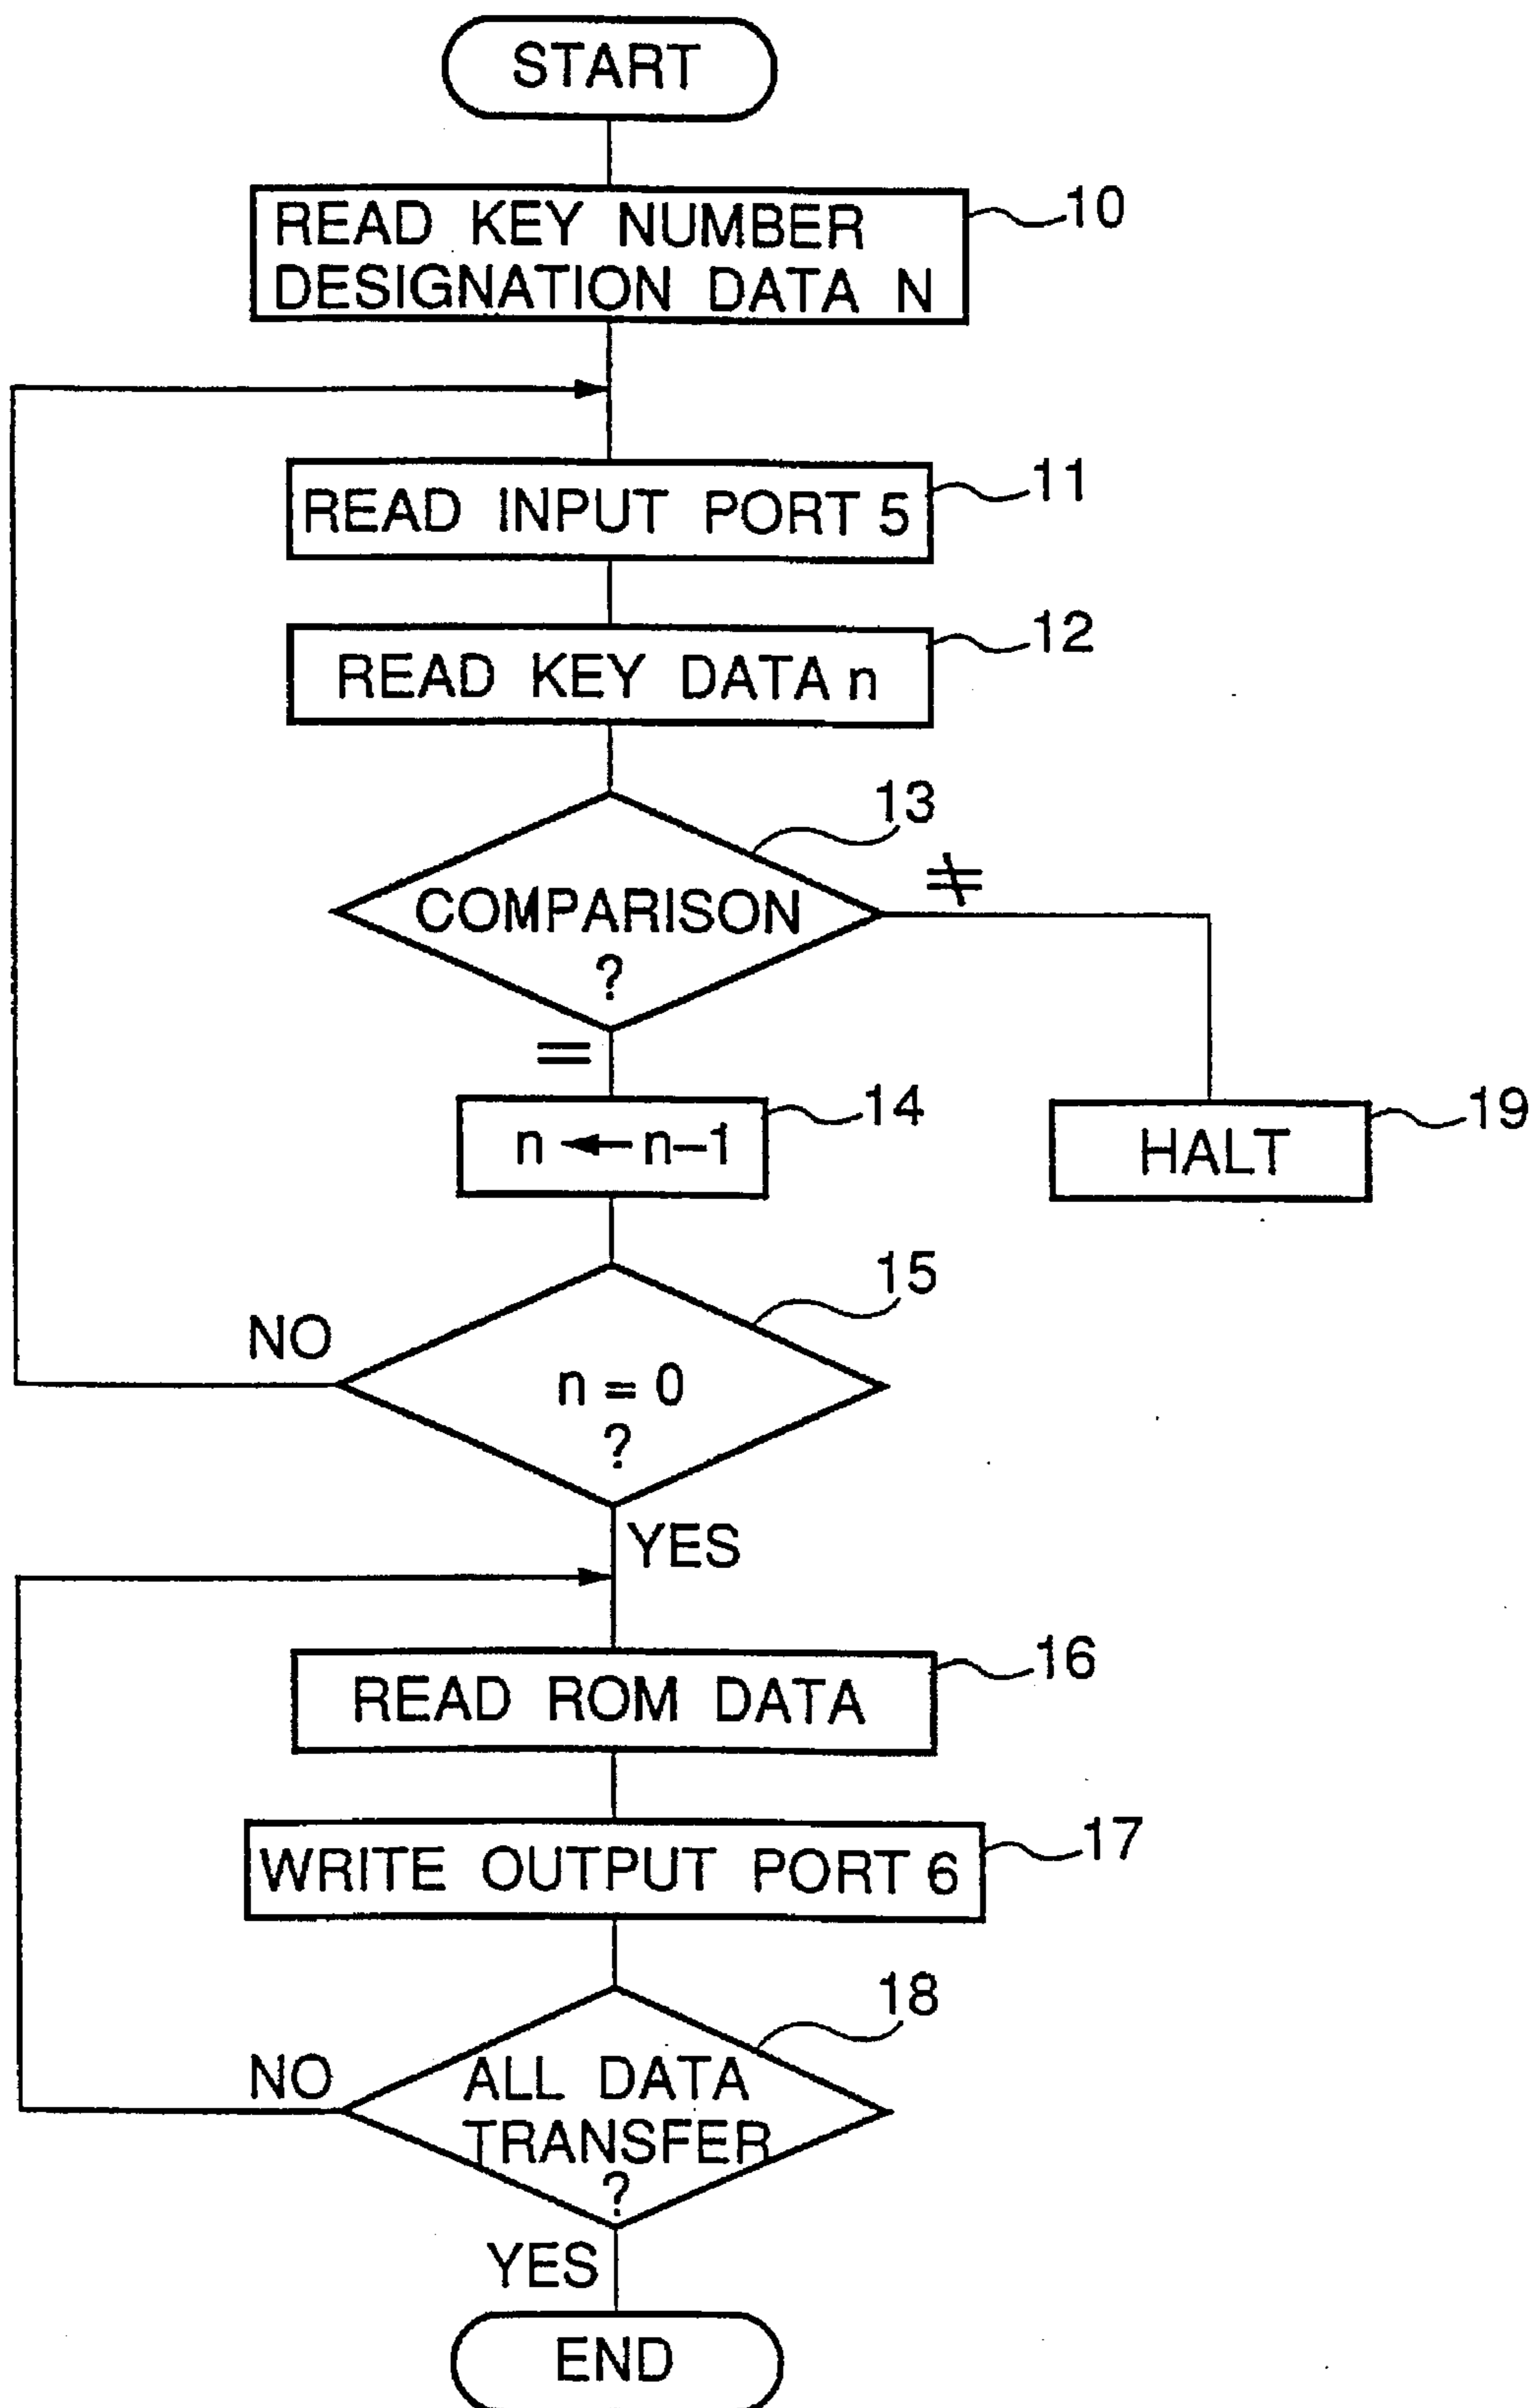 START
READ KEY NUMBER
DESIGNATION DATA N
10
READ INPUT PORT 5
11
READ KEY DATA n
12
13
COMPARISON
?
≠
=
n ← n–1
14
HALT
19
15
NO
n = 0
?
YES
READ ROM DATA
16
WRITE OUTPUT PORT 6
17
18
NO
ALL DATA
TRANSFER
?
YES
END